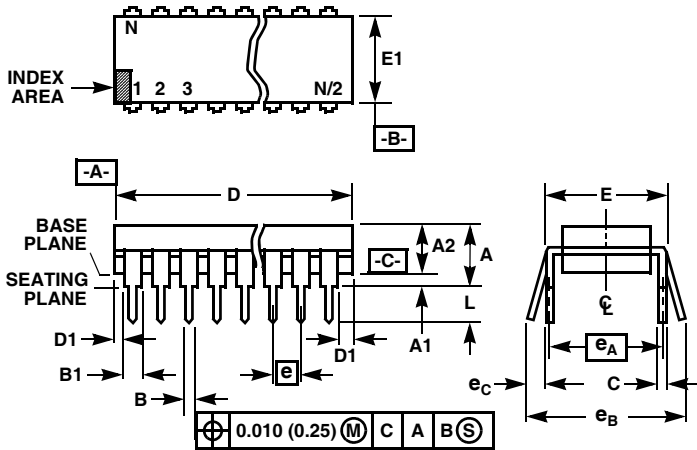 N
E1
INDEX
AREA
1 2 3 N/2
-B-
-A-
D
E
BASE
PLANE
A2
A
-C-
SEATING
PLANE
L
C
L
D1
A1
D1
eA
B1
e
eC
C
B
eB
0.010 (0.25) M C A B S